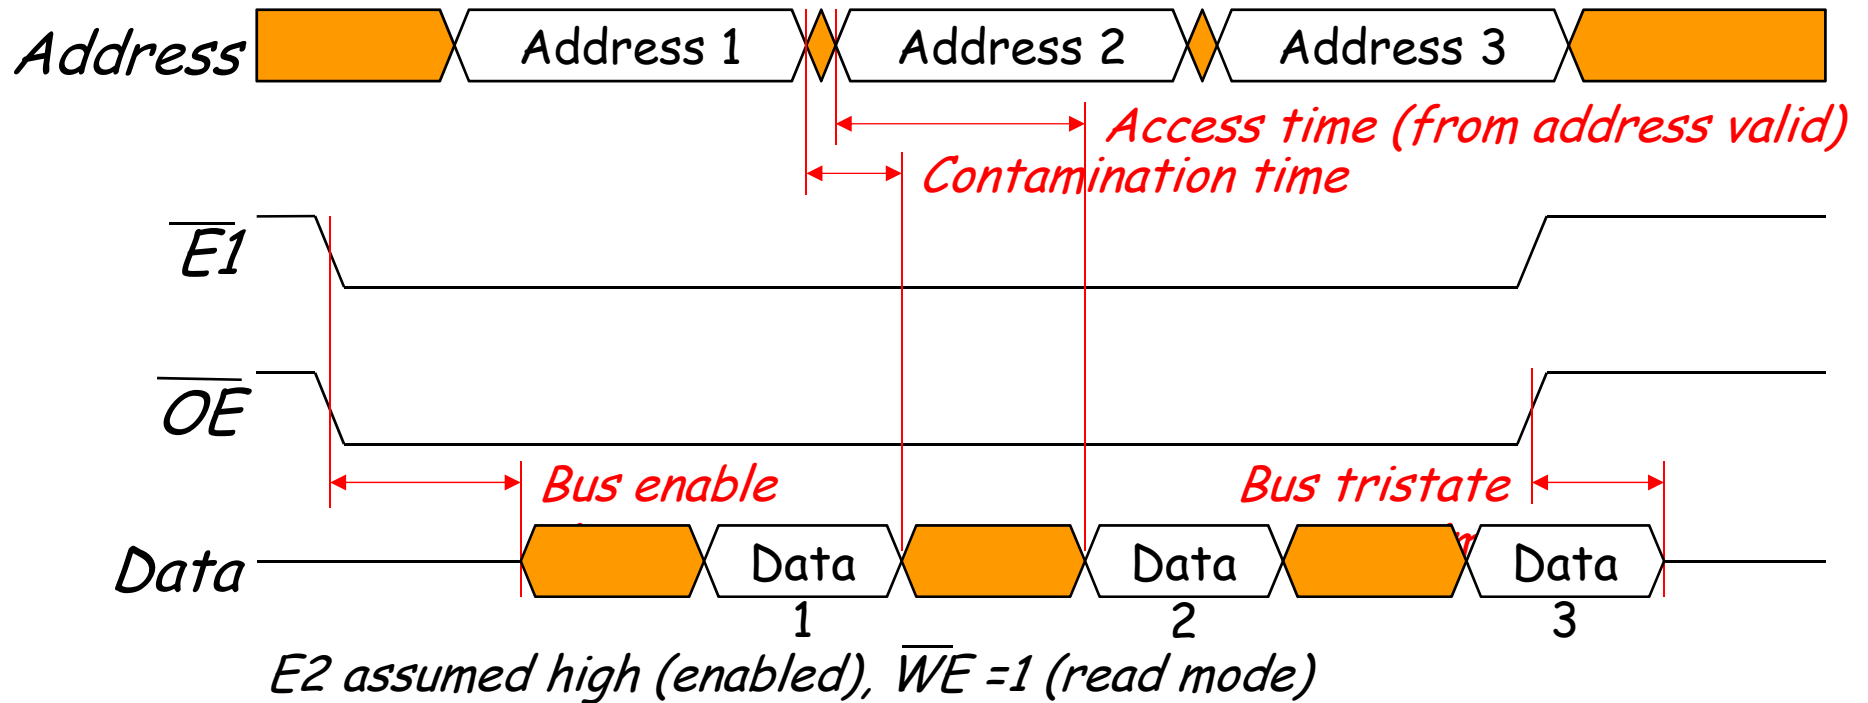 Address
Address 1
Address 2
Address 3
Access time (from address valid)
Contamination time
E1
OE
Bus enable
Bus tristate
Data
Data
1
Data
2
Data
3
E2 assumed high (enabled), WE =1 (read mode)